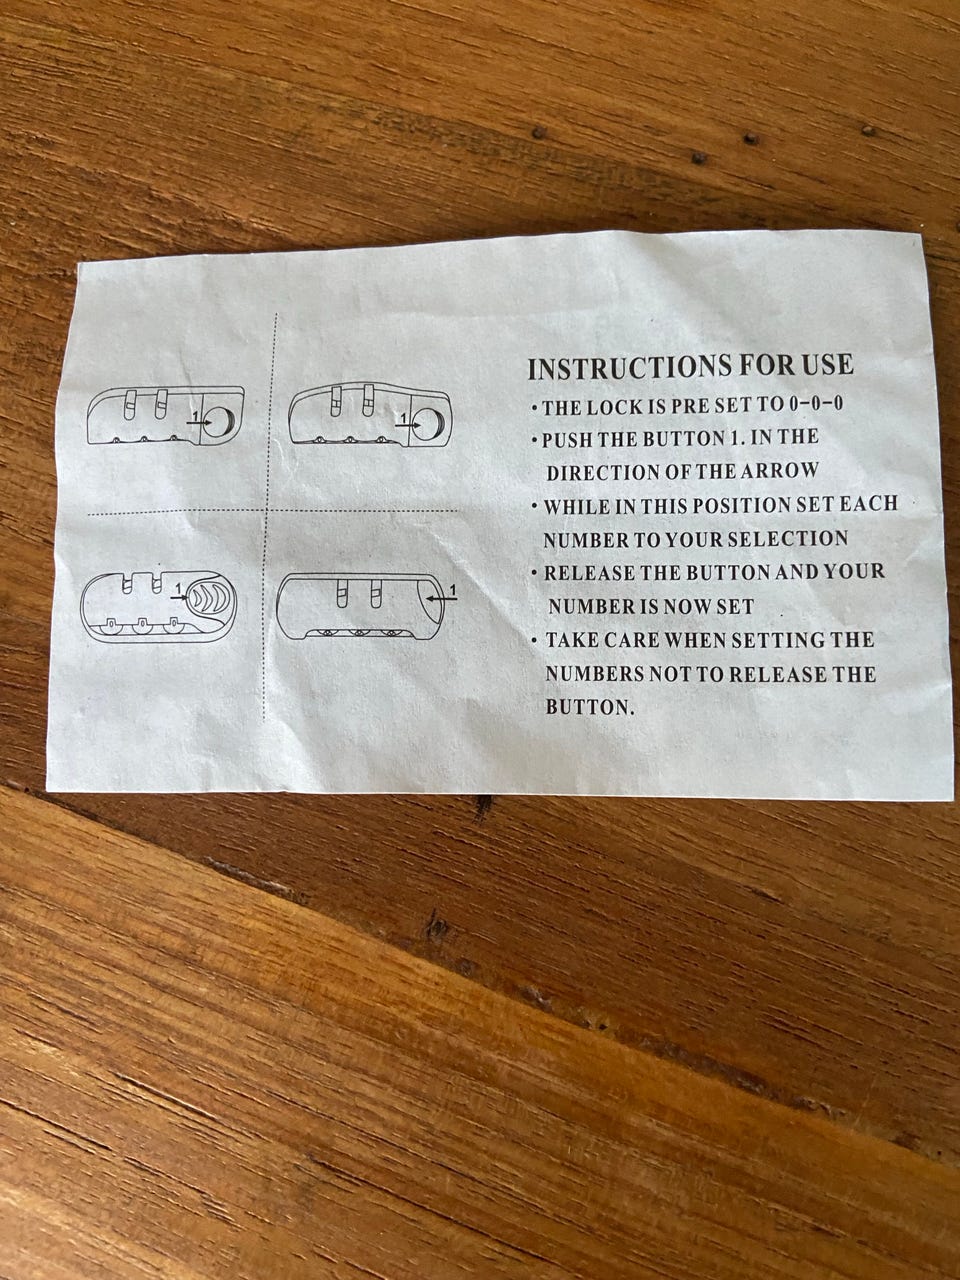 INSTRUCTIONS FOR USE
• THE LOCK IS PRE SET TO 0-0-0
• PUSH THE BUTTON 1. IN THE
DIRECTION OF THE ARROW
• WHILE IN THIS POSITION SET EACH
NUMBER TO YOUR SELECTION
• RELEASE THE BUTTON AND YOUR
NUMBER IS NOW SET
• TAKE CARE WHEN SETTING THE
NUMBERS NOT TO RELEASE THE
BUTTON.
1
1
1
1